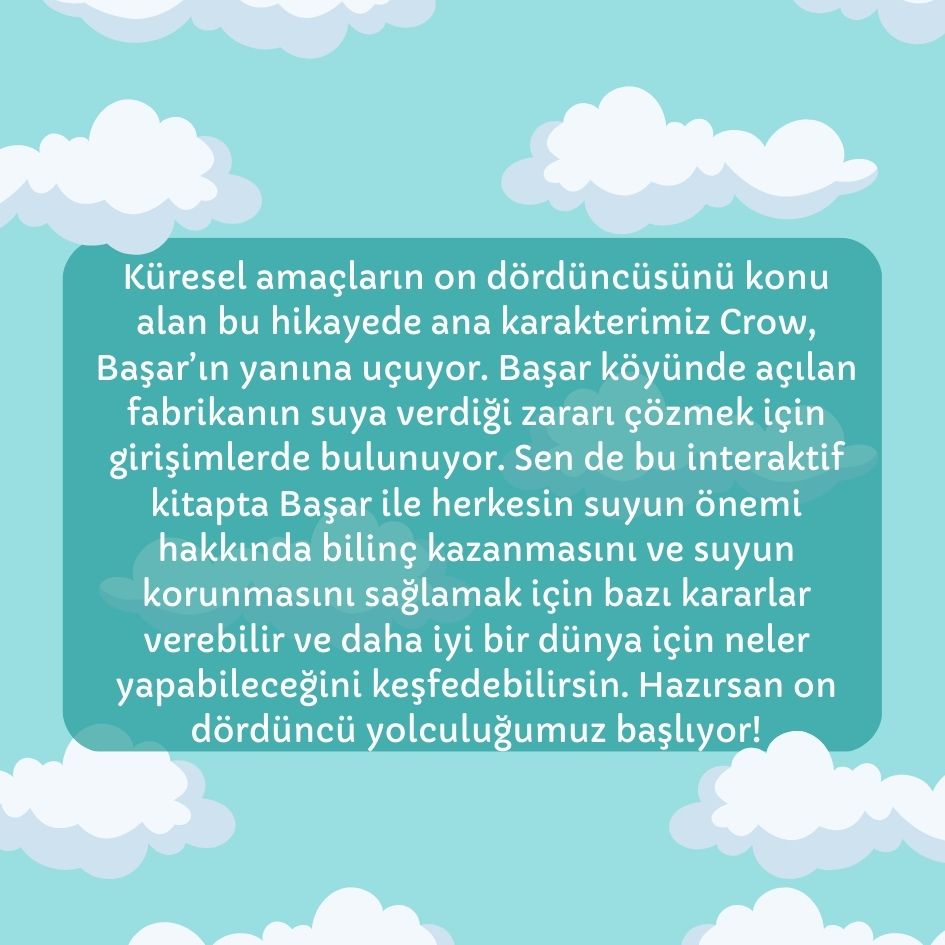 Küresel amaçların on dördüncüsünü konu
alan bu hikayede ana karakterimiz Crow,
Başar’ın yanına uçuyor. Başar köyünde açılan
fabrikanın suya verdiği zararı çözmek için
girişimlerde bulunuyor. Sen de bu interaktif
kitapta Başar ile herkesin suyun önemi
hakkında bilinç kazanmasını ve suyun
korunmasını sağlamak için bazı kararlar
verebilir ve daha iyi bir dünya için neler
yapabileceğini keşfedebilirsin. Hazırsan on
dördüncü yolculuğumuz başlıyor!